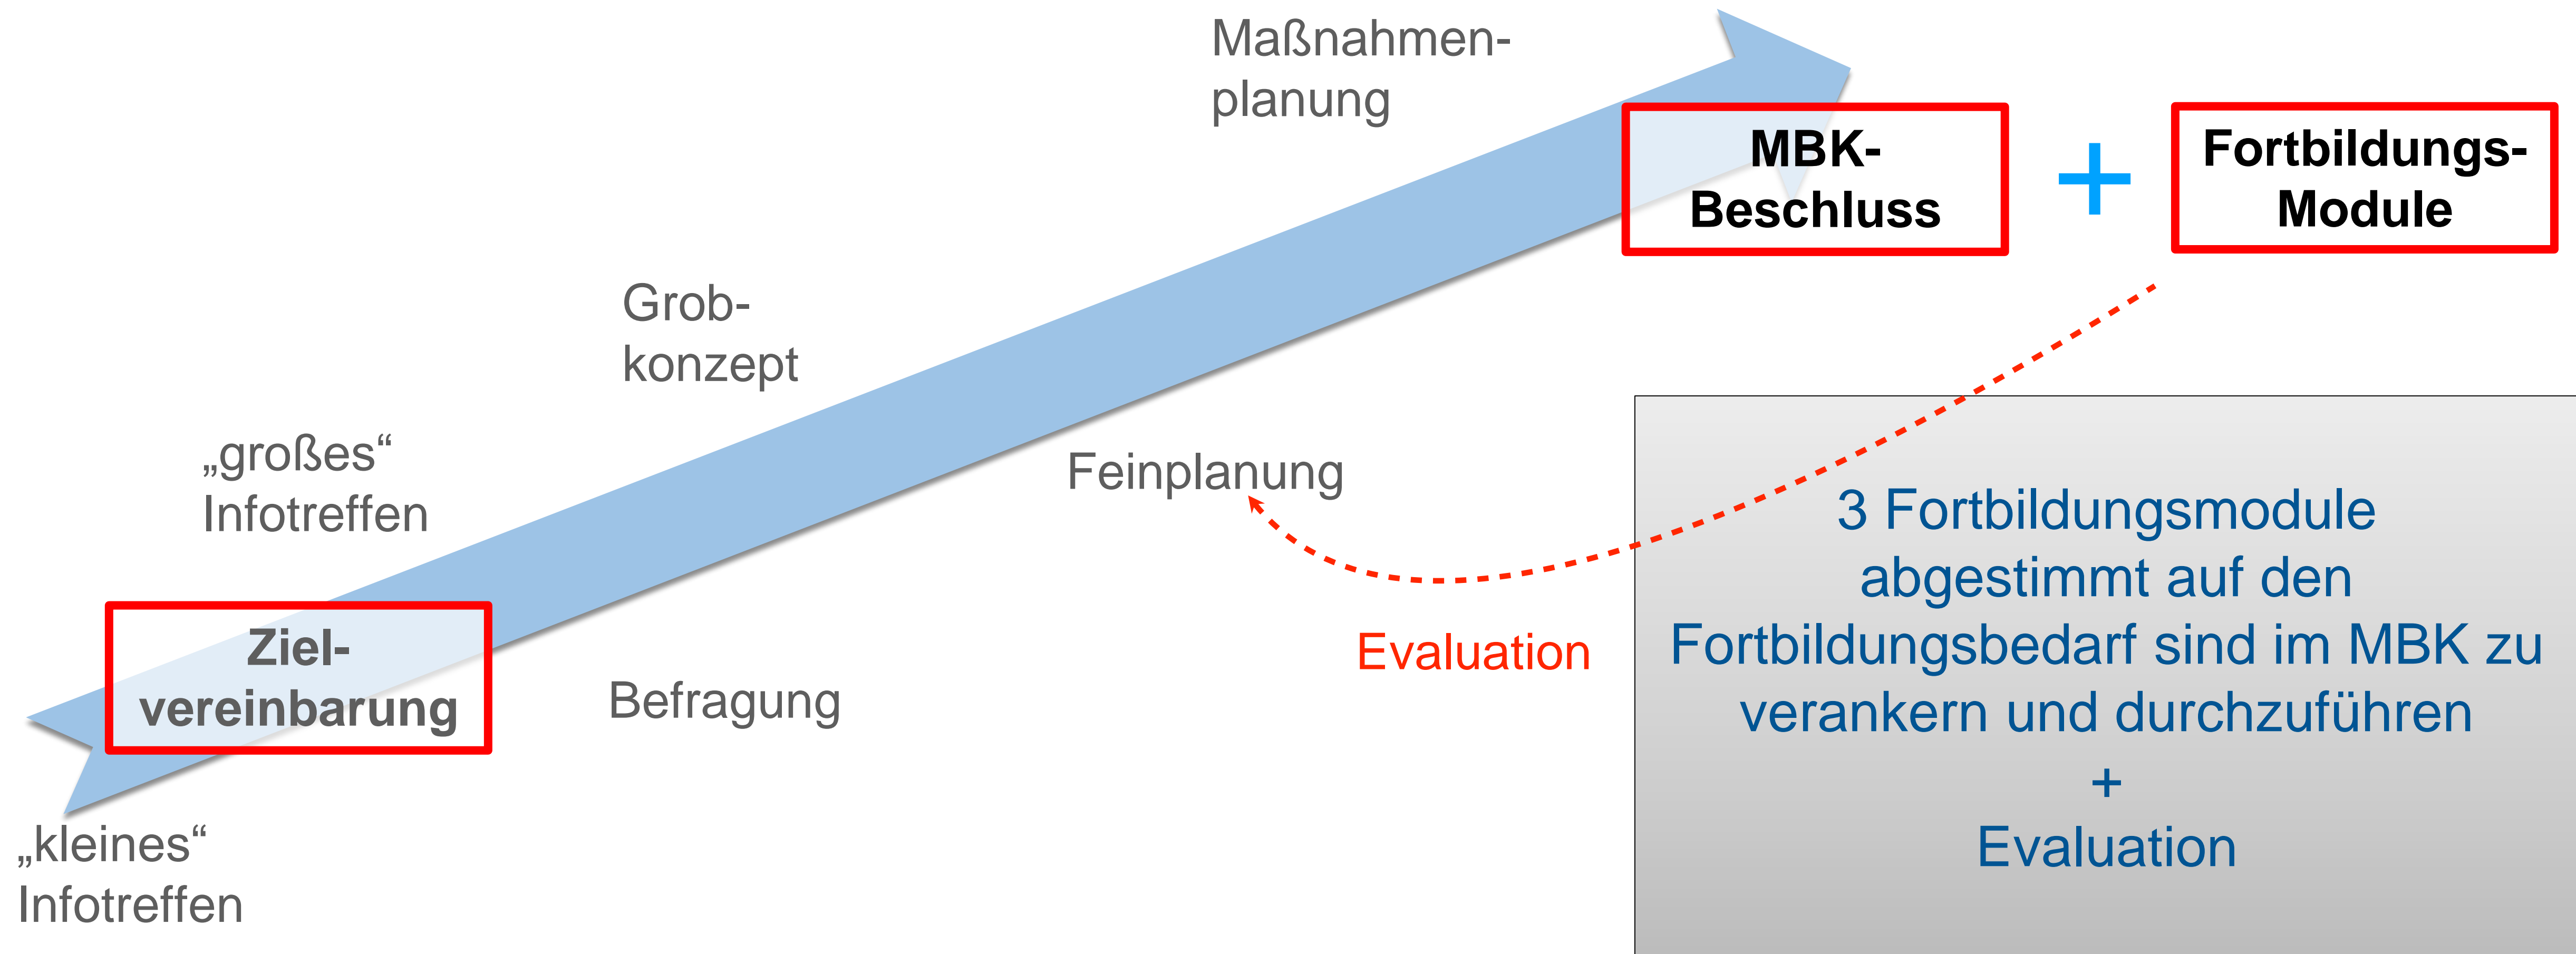 Maßnahmen-
planung
MBK-
Beschluss
+
Fortbildungs-
Module
Grob-
konzept
„großes“
Infotreffen
Feinplanung
Ziel-
vereinbarung
Befragung
Evaluation
„kleines“
Infotreffen
3 Fortbildungsmodule
abgestimmt auf den
Fortbildungsbedarf sind im MBK zu
verankern und durchzuführen
+
Evaluation